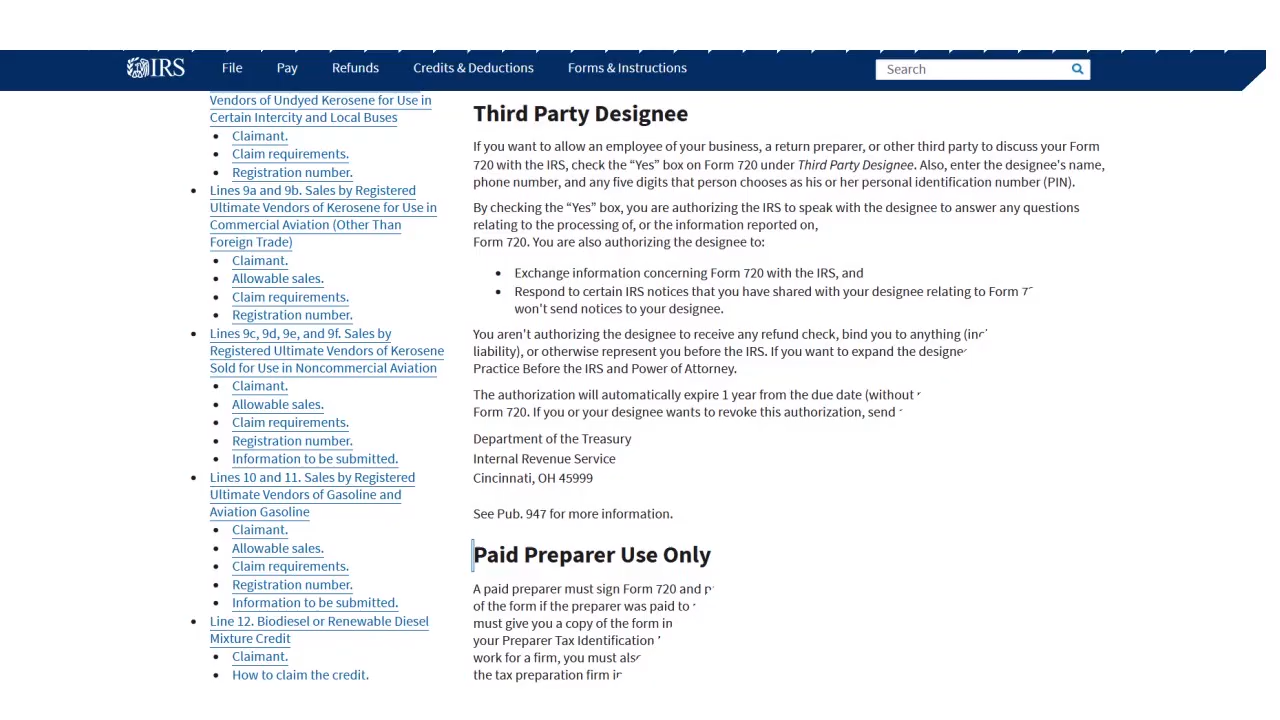 IRS
File Pay Refunds Credits & Deductions Forms & Instructions Search
Vendors of Undyed Kerosene for Use in
Certain Intercity and Local Buses
Claimant.
Claim requirements.
Registration number.
Lines 9a and 9b. Sales by Registered
Ultimate Vendors of Kerosene for Use in
Commercial Aviation (Other Than
Foreign Trade)
Claimant.
Allowable sales.
Claim requirements.
Registration number.
Lines 9c, 9d, 9e, and 9f. Sales by
Registered Ultimate Vendors of Kerosene
Sold for Use in Noncommercial Aviation
Claimant.
Allowable sales.
Claim requirements.
Registration number.
Information to be submitted.
Lines 10 and 11. Sales by Registered
Ultimate Vendors of Gasoline and
Aviation Gasoline
Claimant.
Allowable sales.
Claim requirements.
Registration number.
Information to be submitted.
Line 12. Biodiesel or Renewable Diesel
Mixture Credit
Claimant.
How to claim the credit.
Third Party Designee
If you want to allow an employee of your business, a return preparer, or other third party to discuss your Form
720 with the IRS, check the “Yes” box on Form 720 under Third Party Designee. Also, enter the designee's name,
phone number, and any five digits that person chooses as his or her personal identification number (PIN).
By checking the “Yes” box, you are authorizing the IRS to speak with the designee to answer any questions
relating to the processing of, or the information reported on,
Form 720. You are also authorizing the designee to:
Exchange information concerning Form 720 with the IRS, and
Respond to certain IRS notices that you have shared with your designee relating to Form
won't send notices to your designee.
You aren't authorizing the designee to receive any refund check, bind you to anything
liability), or otherwise represent you before the IRS. If you want to expand the
Practice Before the IRS and Power of Attorney.
The authorization will automatically expire 1 year from the due date (without
Form 720. If you or your designee wants to revoke this authorization, send
Department of the Treasury
Internal Revenue Service
Cincinnati, OH 45999
See Pub. 947 for more information.
Paid Preparer Use Only
A paid preparer must sign Form 720 and
of the form if the preparer was paid to
must give you a copy of the form in
your Preparer Tax Identification
work for a firm, you must
the tax preparation firm